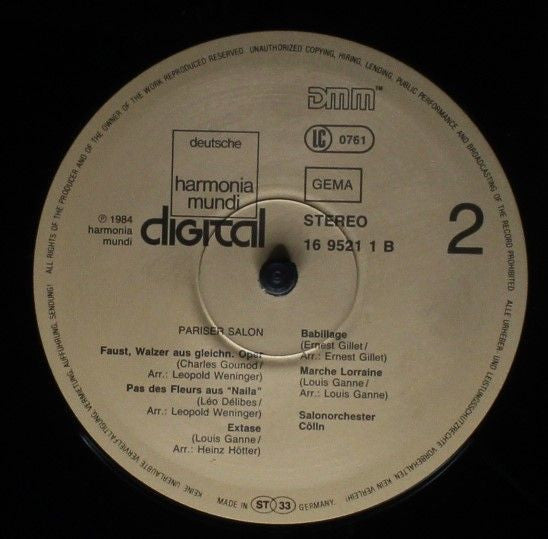 ALL RIGHTS OF THE PRODUCER AND OF THE OWNER OF THE WORK REPRODUCED RESERVED. UNAUTHORIZED COPYING, HIRING, LENDING, PUBLIC PERFORMANCE AND BROADCASTING OF THE RECORD PROHIBITED. ALLE URHEBER- UND LEISTUNGSSCHUTZRECHTE VORBEHALTEN. KEIN VERLEIH! KEINE UNERLAUBTE VERVIELFÄLTIGUNG, VERMIETUNG, AUFFÜHRUNG, SENDUNG!
DMM™
LC 0761
GEMA
deutsche
harmonia
mundi
℗ 1984
harmonia
mundi
digital
STEREO
16 9521 1 B
2
PARISER SALON
Faust, Walzer aus gleichn. Oper
(Charles Gounod/
Arr.: Leopold Weninger)
Pas des Fleurs aus "Naila"
(Léo Délibes/
Arr.: Leopold Weninger)
Extase
(Louis Ganne/
Arr.: Heinz Hötter)
Babillage
(Ernest Gillet/
Arr.: Ernest Gillet)
Marche Lorraine
(Louis Ganne/
Arr.: Louis Ganne)
Salonorchester
Cölln
MADE IN ST 33 GERMANY.